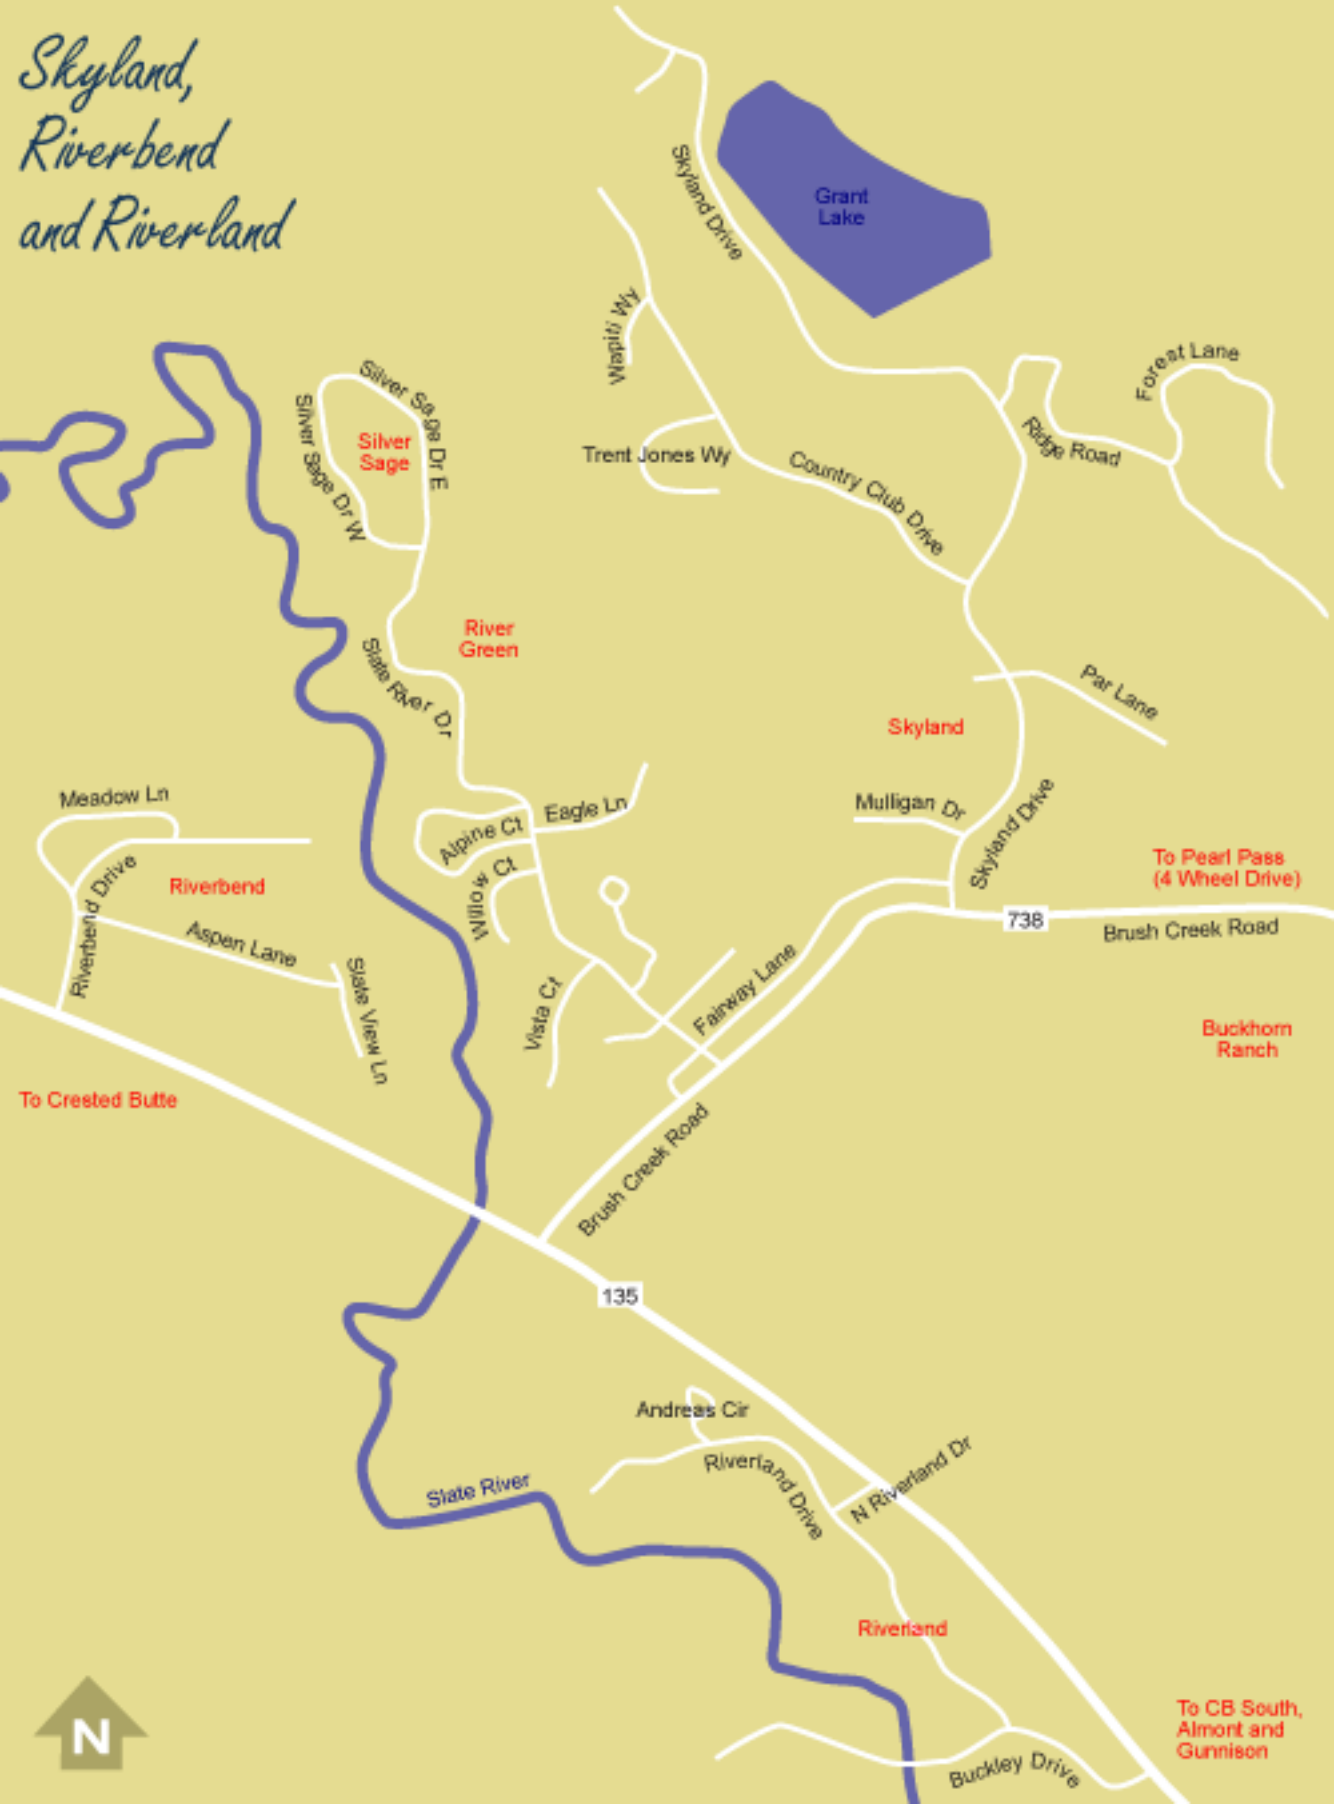 Skyland,
Riverbend
and Riverland
Grant
Lake
Skyland Drive
Wapiti Wy
Forest Lane
Silver Sage Dr E
Silver Sage Dr W
Silver
Sage
Trent Jones Wy
Ridge Road
Country Club Drive
River
Green
Slate River Dr
Par Lane
Skyland
Meadow Ln
Eagle Ln
Mulligan Dr
Skyland Drive
Alpine Ct
Willow Ct
Riverbend Drive
Riverbend
To Pearl Pass
(4 Wheel Drive)
738
Brush Creek Road
Aspen Lane
Slate View Ln
Vista Ct
Fairway Lane
Buckhorn
Ranch
To Crested Butte
Brush Creek Road
135
Andreas Cir
Riverland Drive
N Riverland Dr
Slate River
Riverland
To CB South,
Almont and
Gunnison
Buckley Drive
N